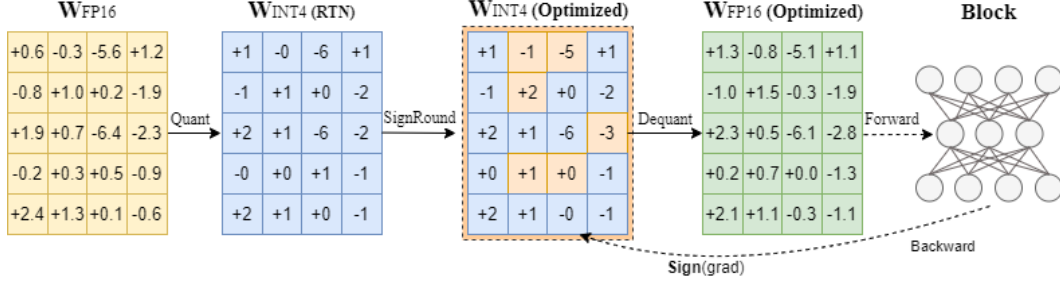 WFP16 WINT4 (RTN) WINT4 (Optimized) WFP16 (Optimized) Block
+0.6 -0.3 -5.6 +1.2 +1 -0 -6 +1 +1 -1 -5 +1 +1.3 -0.8 -5.1 +1.1
-0.8 +1.0 +0.2 -1.9 -1 +1 +0 -2 -1 +2 +0 -2 -1.0 +1.5 -0.3 -1.9
Quant SignRound Dequant Forward
+1.9 +0.7 -6.4 -2.3 +2 +1 -6 -2 +2 +1 -6 -3 +2.3 +0.5 -6.1 -2.8
-0.2 +0.3 +0.5 -0.9 -0 +0 +1 -1 +0 +1 +0 -1 +0.2 +0.7 +0.0 -1.3
+2.4 +1.3 +0.1 -0.6 +2 +1 +0 -1 +2 +1 -0 -1 +2.1 +1.1 -0.3 -1.1
Backward
Sign(grad)